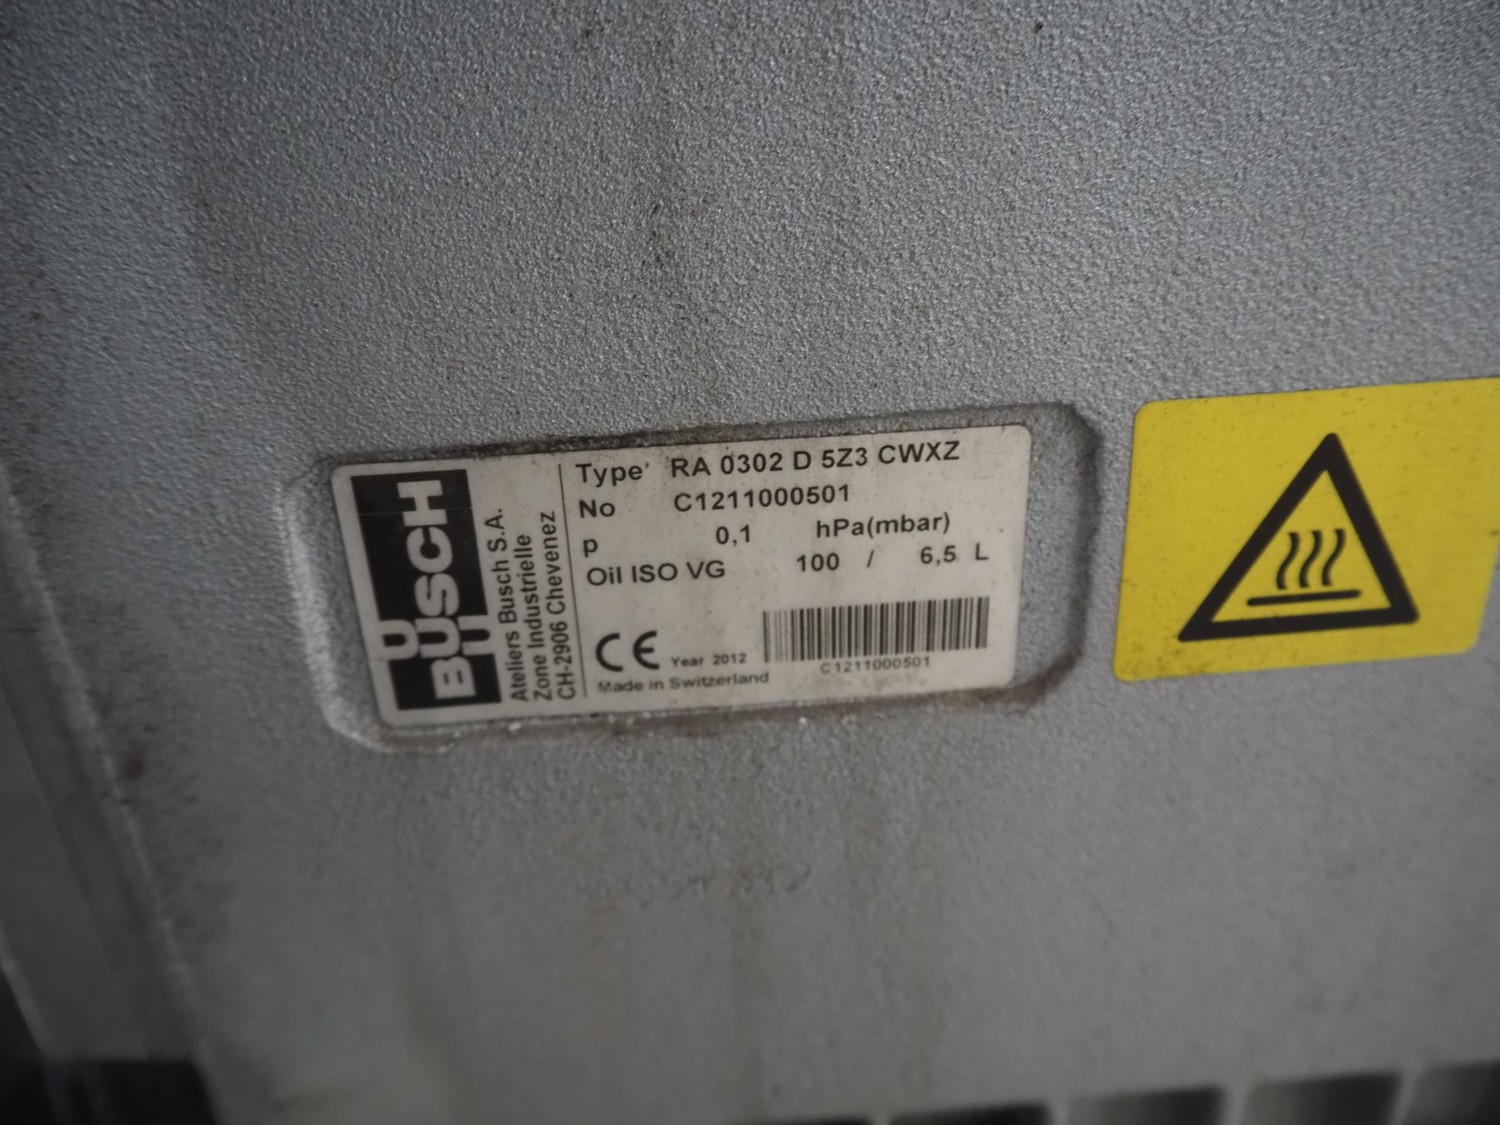 BUSCH
Ateliers Busch S.A.
Zone Industrielle
CH-2906 Chevenez
Type RA 0302 D 5Z3 CWXZ
No C1211000501
p 0,1 hPa(mbar)
Oil ISO VG 100 / 6,5 L
CE Year 2012
C1211000501
Made in Switzerland